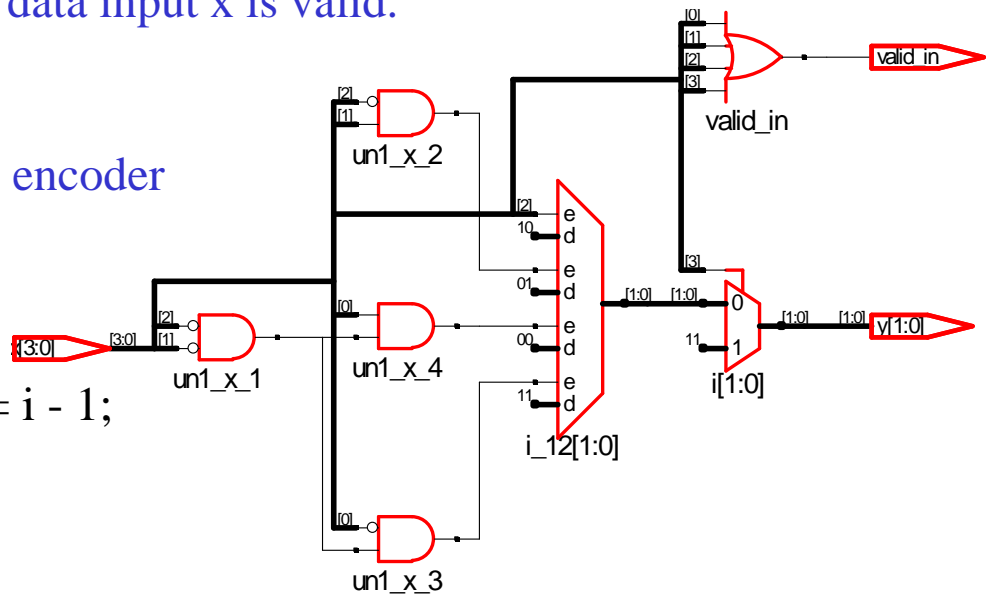 data input x is valid.
[0]
[1]
[2]
[3]
valid_in
valid_in
[2]
[1]
un1_x_2
encoder
[2] e
10 d
e
01 d
e
00 d
e
11 d
i_12[1:0]
[3]
[1:0] [1:0] 0
11 1
i[1:0]
[1:0] [1:0] y[1:0]
[0]
un1_x_4
[3:0] [3:0]
[2]
[1]
un1_x_1
= i - 1;
[0]
un1_x_3